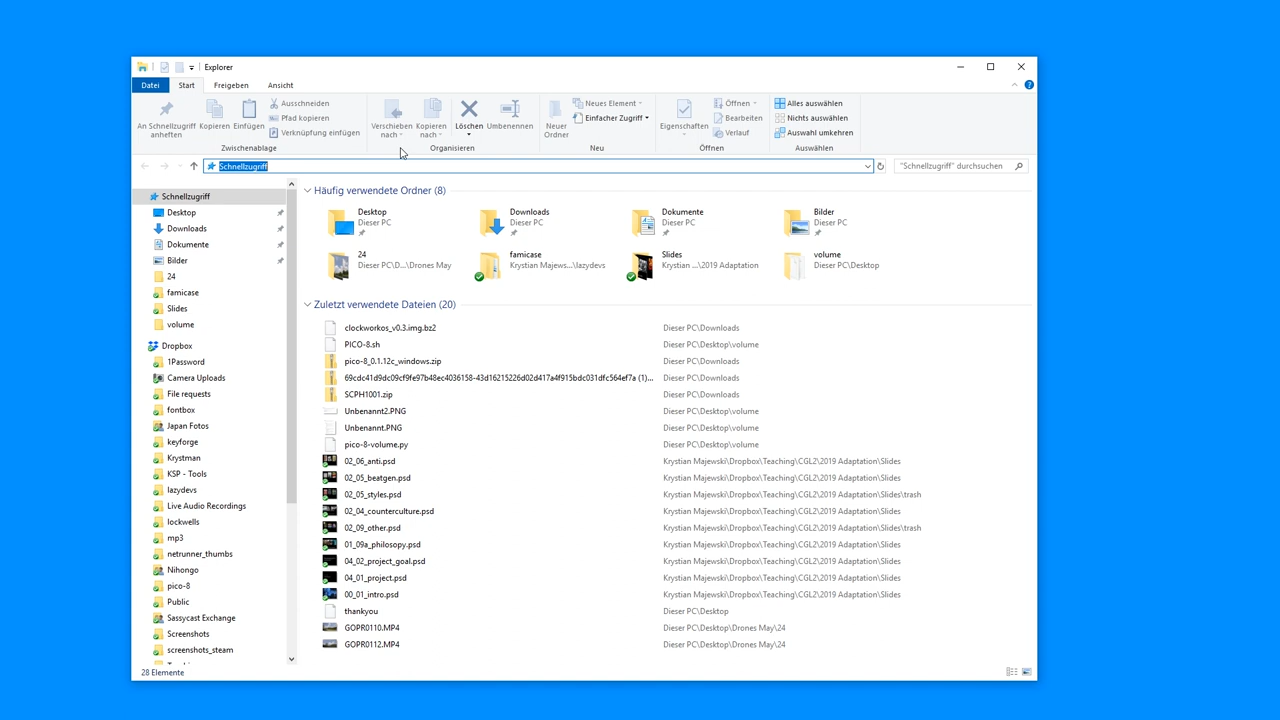 Explorer
Datei Start Freigeben Ansicht
An Schnellzugriff anheften
Kopieren
Einfügen
Ausschneiden
Pfad kopieren
Verknüpfung einfügen
Zwischenablage
Verschieben nach
Kopieren nach
Löschen
Umbenennen
Organisieren
Neuer Ordner
Neues Element
Einfacher Zugriff
Neu
Eigenschaften
Öffnen
Bearbeiten
Verlauf
Öffnen
Alles auswählen
Nichts auswählen
Auswahl umkehren
Auswählen
Schnellzugriff
"Schnellzugriff" durchsuchen
Schnellzugriff
Desktop
Downloads
Dokumente
Bilder
24
famicase
Slides
volume
Dropbox
1Password
Camera Uploads
File requests
fontbox
Japan Fotos
keyforge
Krystman
KSP - Tools
lazydevs
Live Audio Recordings
lockwells
mp3
netrunner_thumbs
Nihongo
pico-8
Public
Sassycast Exchange
Screenshots
screenshots_steam
Häufig verwendete Ordner (8)
Desktop
Dieser PC
Downloads
Dieser PC
Dokumente
Dieser PC
Bilder
Dieser PC
24
Dieser PC\D...\Drones May
famicase
Krystian Majews...\lazydevs
Slides
Krystian ...\2019 Adaptation
volume
Dieser PC\Desktop
Zuletzt verwendete Dateien (20)
clockworkos_v0.3.img.bz2 Dieser PC\Downloads
PICO-8.sh Dieser PC\Desktop\volume
pico-8_0.1.12c_windows.zip Dieser PC\Downloads
69cdc41d9dc09cf9fe97b48ec4036158-43d16215226d02d417a4f915bdc031dfc564ef7a (1)... Dieser PC\Downloads
SCPH1001.zip Dieser PC\Downloads
Unbenannt2.PNG Dieser PC\Desktop\volume
Unbenannt.PNG Dieser PC\Desktop\volume
pico-8-volume.py Dieser PC\Desktop\volume
02_06_anti.psd Krystian Majewski\Dropbox\Teaching\CGL2\2019 Adaptation\Slides
02_05_beatgen.psd Krystian Majewski\Dropbox\Teaching\CGL2\2019 Adaptation\Slides
02_05_styles.psd Krystian Majewski\Dropbox\Teaching\CGL2\2019 Adaptation\Slides\trash
02_04_counterculture.psd Krystian Majewski\Dropbox\Teaching\CGL2\2019 Adaptation\Slides
02_09_other.psd Krystian Majewski\Dropbox\Teaching\CGL2\2019 Adaptation\Slides\trash
01_09a_philosopy.psd Krystian Majewski\Dropbox\Teaching\CGL2\2019 Adaptation\Slides
04_02_project_goal.psd Krystian Majewski\Dropbox\Teaching\CGL2\2019 Adaptation\Slides
04_01_project.psd Krystian Majewski\Dropbox\Teaching\CGL2\2019 Adaptation\Slides
00_01_intro.psd Krystian Majewski\Dropbox\Teaching\CGL2\2019 Adaptation\Slides
thankyou Dieser PC\Desktop
GOPR0110.MP4 Dieser PC\Desktop\Drones May\24
GOPR0112.MP4 Dieser PC\Desktop\Drones May\24
28 Elemente